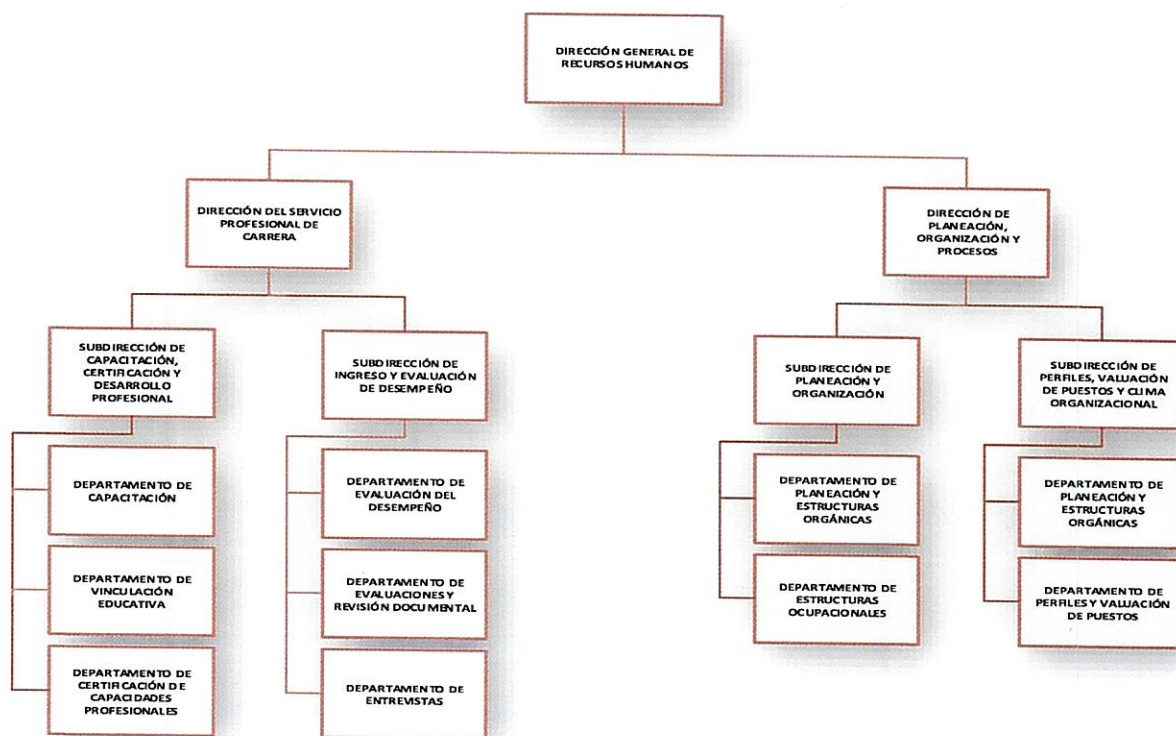 DIRECCIÓN GENERAL DE
RECURSOS HUMANOS
DIRECCIÓN DEL SERVICIO
PROFESIONAL DE
CARRERA
DIRECCIÓN DE
PLANEACIÓN,
ORGANIZACIÓN Y
PROCESOS
SUBDIRECCIÓN DE
CAPACITACIÓN,
CERTIFICACIÓN Y
DESARROLLO
PROFESIONAL
SUBDIRECCIÓN DE
INGRESO Y EVALUACIÓN
DE DESEMPEÑO
SUBDIRECCIÓN DE
PLANEACIÓN Y
ORGANIZACIÓN
SUBDIRECCIÓN DE
PERFILES, VALUACIÓN
DE PUESTOS Y CLIMA
ORGANIZACIONAL
DEPARTAMENTO DE
CAPACITACIÓN
DEPARTAMENTO DE
EVALUACIÓN DEL
DESEMPEÑO
DEPARTAMENTO DE
PLANEACIÓN Y
ESTRUCTURAS
ORGÁNICAS
DEPARTAMENTO DE
PLANEACIÓN Y
ESTRUCTURAS
ORGÁNICAS
DEPARTAMENTO DE
VINCULACIÓN
EDUCATIVA
DEPARTAMENTO DE
EVALUACIONES Y
REVISIÓN DOCUMENTAL
DEPARTAMENTO DE
ESTRUCTURAS
OCUPACIONALES
DEPARTAMENTO DE
PERFILES Y VALUACIÓN
DE PUESTOS
DEPARTAMENTO DE
CERTIFICACIÓN DE
CAPACIDADES
PROFESIONALES
DEPARTAMENTO DE
ENTREVISTAS